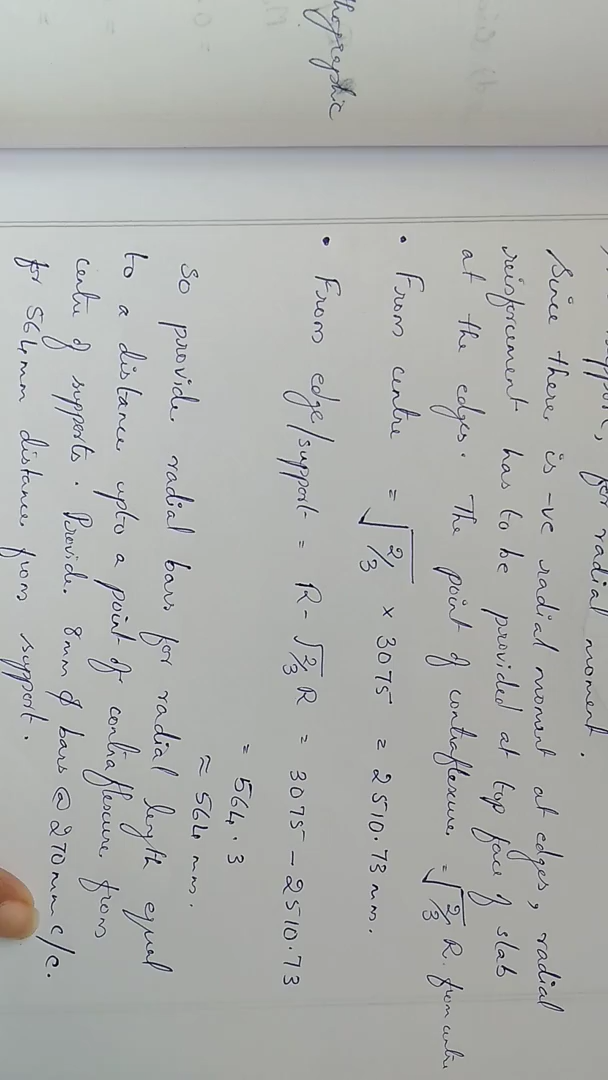 support, for radial moment.
Since there is -ve radial moment at edges, radial
reinforcement has to be provided at top face of slab
at the edges. The point of contraflexure = √2/3 R. from centre
• From centre = √2/3 × 3075 = 2510.73 mm.
• From edge/support = R - √2/3 R = 3075 - 2510.73
= 564.3
≈ 564 mm.
So provide radial bars for radial length equal
to a distance upto a point of contraflexure from
centre of supports. Provide 8mm φ bars @ 270mm c/c.
for 564mm distance from support.
thographic